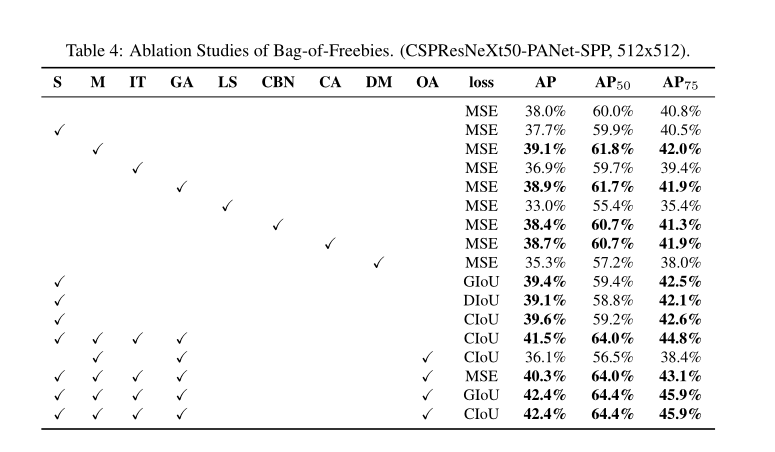 Table 4: Ablation Studies of Bag-of-Freebies. (CSPResNeXt50-PANet-SPP, 512x512).
S M IT GA LS CBN CA DM OA loss AP AP50 AP75
MSE 38.0% 60.0% 40.8%
✓ MSE 37.7% 59.9% 40.5%
✓ MSE 39.1% 61.8% 42.0%
✓ MSE 36.9% 59.7% 39.4%
✓ MSE 38.9% 61.7% 41.9%
✓ MSE 33.0% 55.4% 35.4%
✓ MSE 38.4% 60.7% 41.3%
✓ MSE 38.7% 60.7% 41.9%
✓ MSE 35.3% 57.2% 38.0%
✓ GIoU 39.4% 59.4% 42.5%
✓ DIoU 39.1% 58.8% 42.1%
✓ CIoU 39.6% 59.2% 42.6%
✓ ✓ ✓ ✓ CIoU 41.5% 64.0% 44.8%
✓ ✓ ✓ CIoU 36.1% 56.5% 38.4%
✓ ✓ ✓ ✓ ✓ MSE 40.3% 64.0% 43.1%
✓ ✓ ✓ ✓ ✓ GIoU 42.4% 64.4% 45.9%
✓ ✓ ✓ ✓ ✓ CIoU 42.4% 64.4% 45.9%